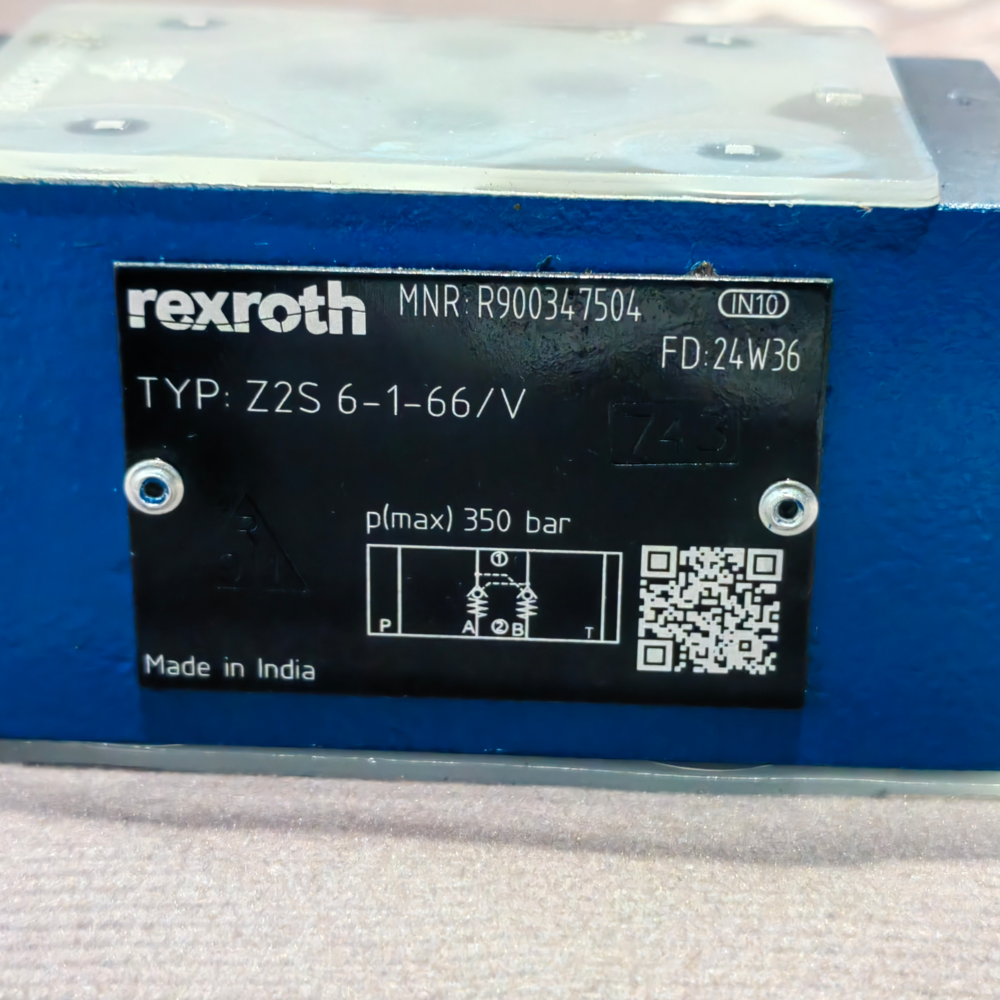 rexroth MNR: R900347504 IN10
FD:24W36
TYP: Z2S 6-1-66/V
743
p(max) 350 bar
1
P A 2 B T
Made in India